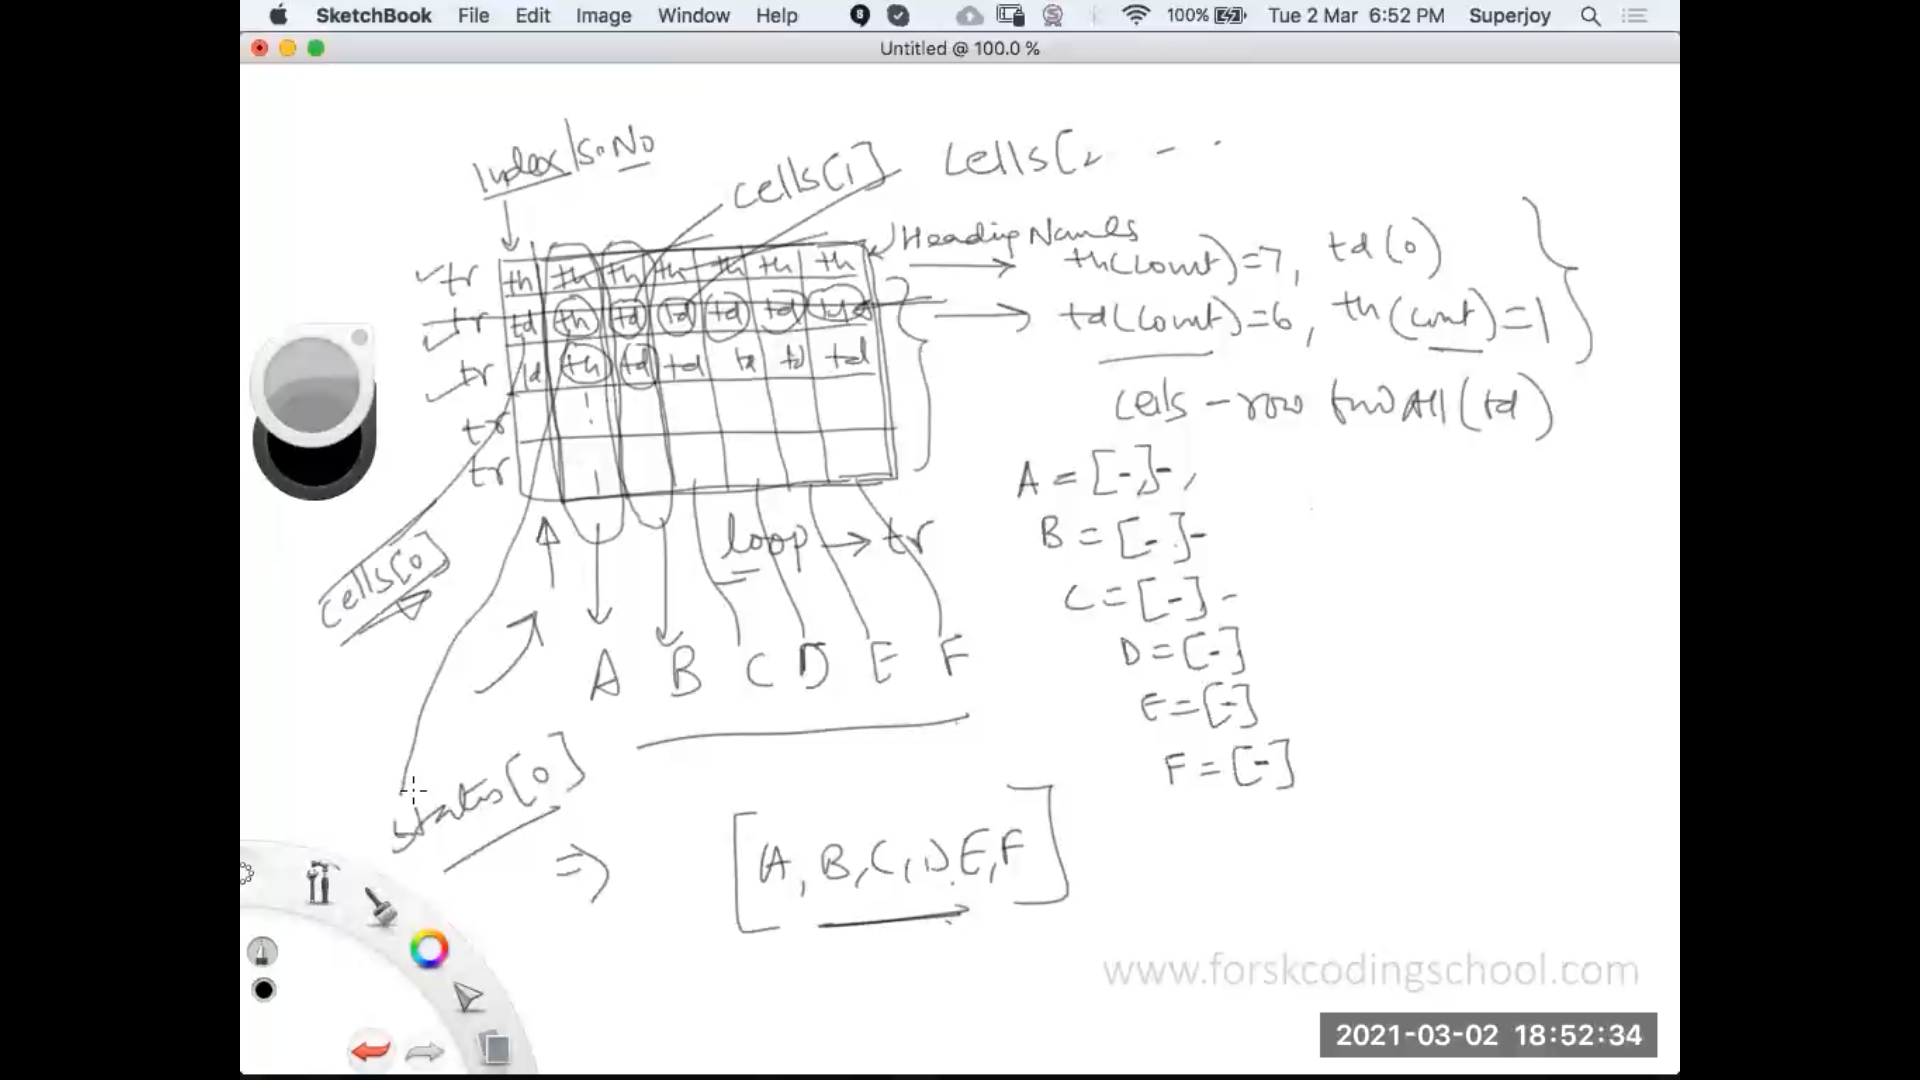 SketchBook File Edit Image Window Help 8 100% Tue 2 Mar 6:52 PM Superjoy
Untitled @ 100.0 %
Index/S.No
cells[1] cells[2 - - .
Heading Names
tr th th th th th th th
th(count)=7, td(0)
tr td th td td td td
td(count)=6, th(count)=1
tr td th td td td td td
cells - row findAll(td)
tr
tr
A = [-,]-,
B = [-.]-
C = [-] -
D = [-]
E = [-]
F = [-]
loop → tr
cells[0]
A B C D E F
states[0]
⇒ [A, B, C, D, E, F]
www.forskcodingschool.com
2021-03-02 18:52:34